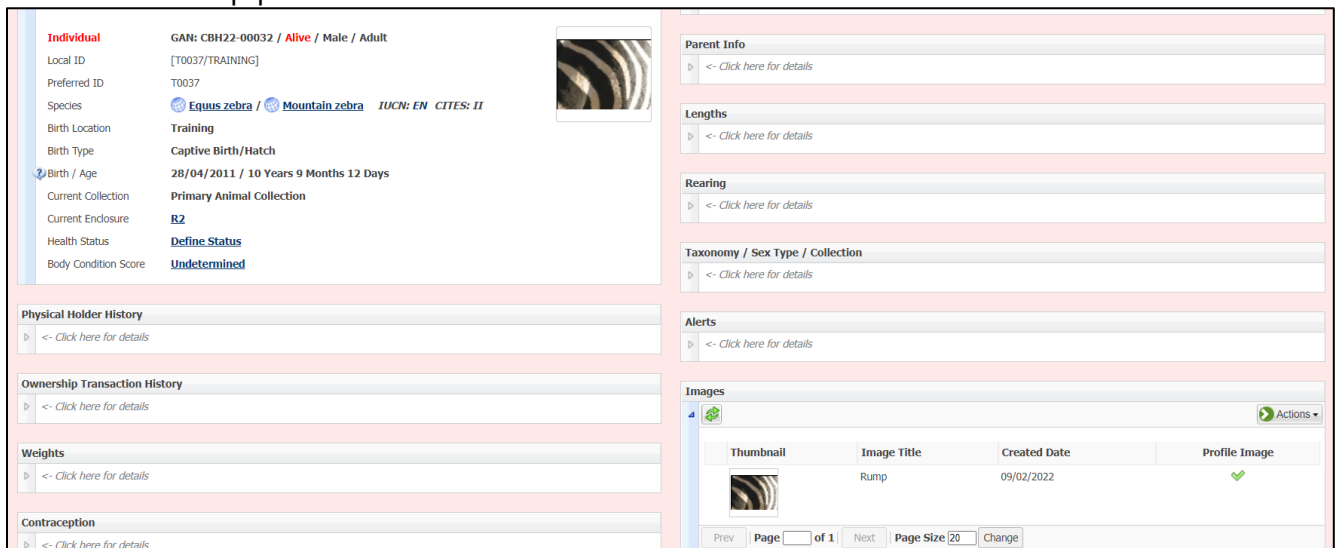 Individual GAN: CBH22-00032 / Alive / Male / Adult
Local ID [T0037/TRAINING]
Preferred ID T0037
Species Equus zebra / Mountain zebra IUCN: EN CITES: II
Birth Location Training
Birth Type Captive Birth/Hatch
Birth / Age 28/04/2011 / 10 Years 9 Months 12 Days
Current Collection Primary Animal Collection
Current Enclosure R2
Health Status Define Status
Body Condition Score Undetermined
Physical Holder History
<- Click here for details
Ownership Transaction History
<- Click here for details
Weights
<- Click here for details
Contraception
<- Click here for details
Parent Info
<- Click here for details
Lengths
<- Click here for details
Rearing
<- Click here for details
Taxonomy / Sex Type / Collection
<- Click here for details
Alerts
<- Click here for details
Images
Actions
Thumbnail Image Title Created Date Profile Image
Rump 09/02/2022
Prev Page of 1 Next Page Size 20 Change